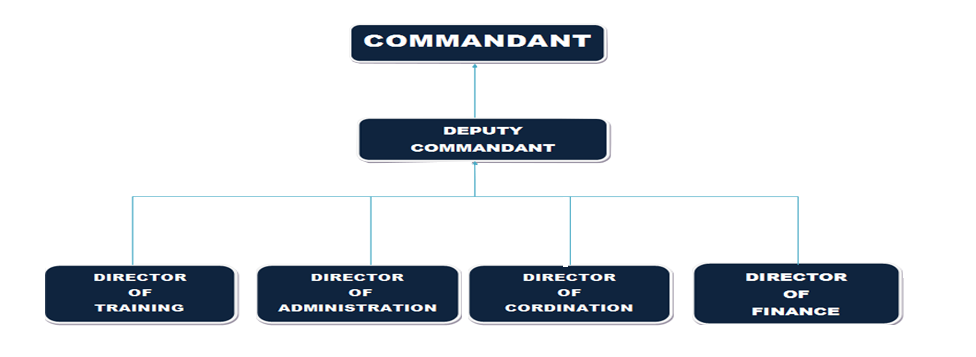 COMMANDANT
DEPUTY
COMMANDANT
DIRECTOR
OF
TRAINING
DIRECTOR
OF
ADMINISTRATION
DIRECTOR
OF
CORDINATION
DIRECTOR
OF
FINANCE